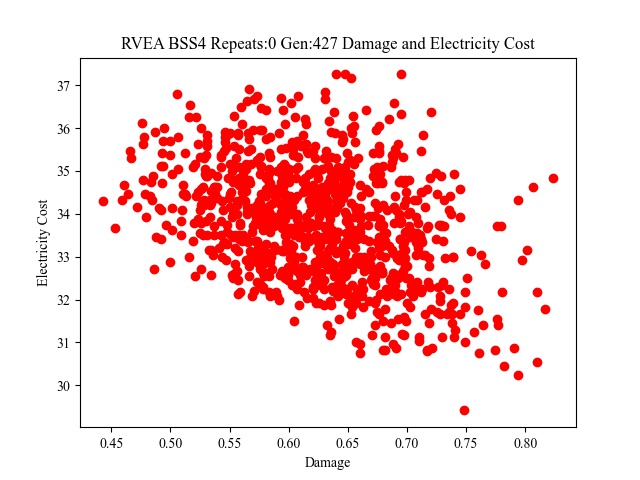 RVEA BSS4 Repeats:0 Gen:427 Damage and Electricity Cost
37
36
35
34
33
32
31
30
Electricity Cost
0.45 0.50 0.55 0.60 0.65 0.70 0.75 0.80
Damage